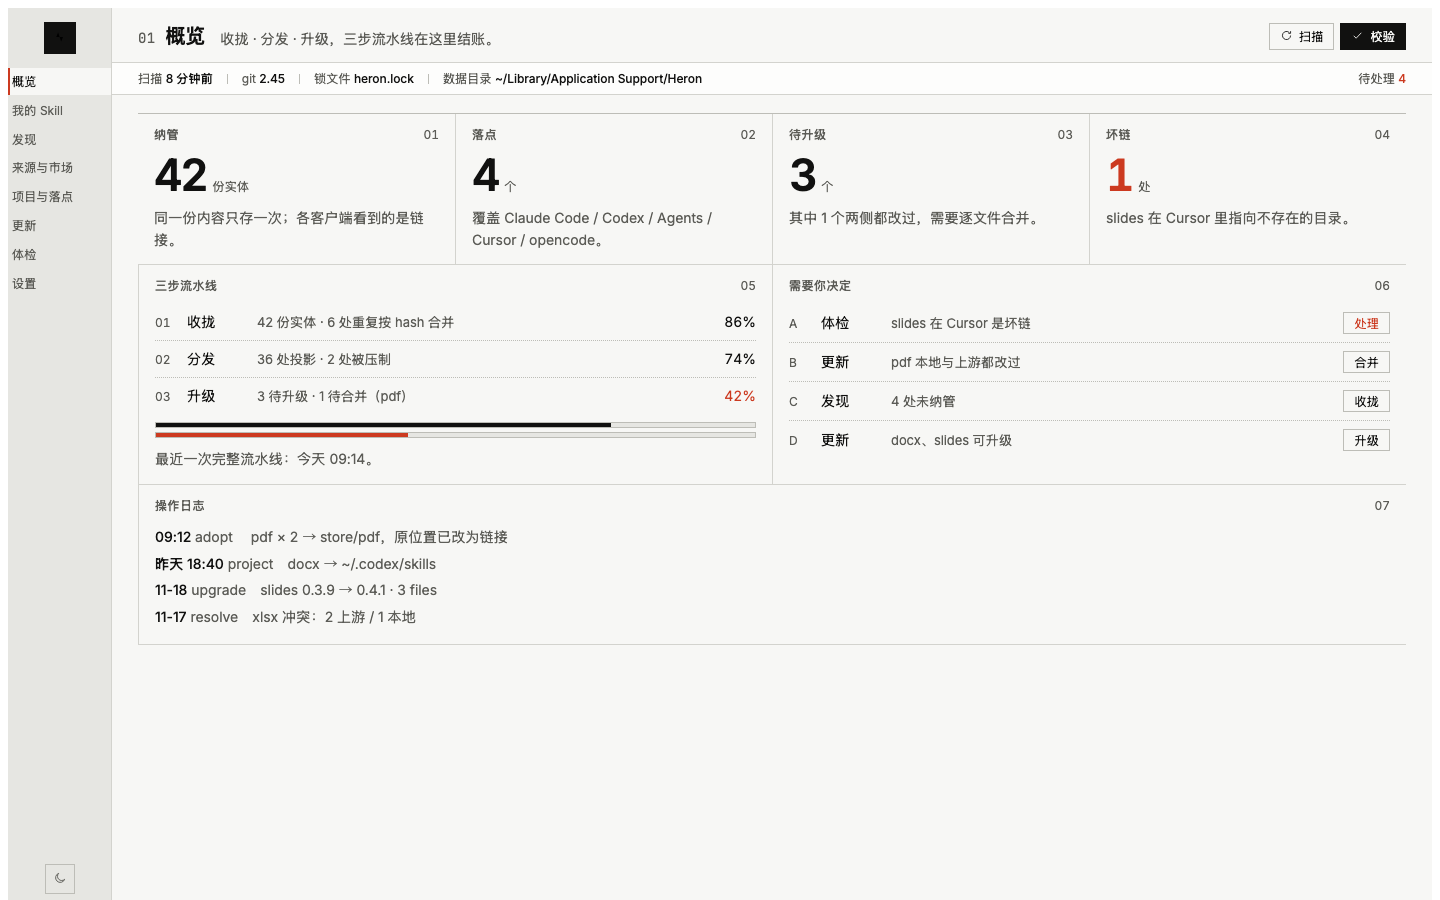 01 概览 收拢 · 分发 · 升级，三步流水线在这里结账。
扫描
校验
概览
我的 Skill
发现
来源与市场
项目与落点
更新
体检
设置
扫描 8 分钟前
git 2.45
锁文件 heron.lock
数据目录 ~/Library/Application Support/Heron
待处理 4
纳管 01
42 份实体
同一份内容只存一次；各客户端看到的是链
接。
落点 02
4 个
覆盖 Claude Code / Codex / Agents /
Cursor / opencode。
待升级 03
3 个
其中 1 个两侧都改过，需要逐文件合并。
坏链 04
1 处
slides 在 Cursor 里指向不存在的目录。
三步流水线 05
01 收拢 42 份实体 · 6 处重复按 hash 合并 86%
02 分发 36 处投影 · 2 处被压制 74%
03 升级 3 待升级 · 1 待合并（pdf） 42%
最近一次完整流水线：今天 09:14。
需要你决定 06
A 体检 slides 在 Cursor 是坏链 处理
B 更新 pdf 本地与上游都改过 合并
C 发现 4 处未纳管 收拢
D 更新 docx、slides 可升级 升级
操作日志 07
09:12 adopt pdf × 2 → store/pdf，原位置已改为链接
昨天 18:40 project docx → ~/.codex/skills
11-18 upgrade slides 0.3.9 → 0.4.1 · 3 files
11-17 resolve xlsx 冲突：2 上游 / 1 本地